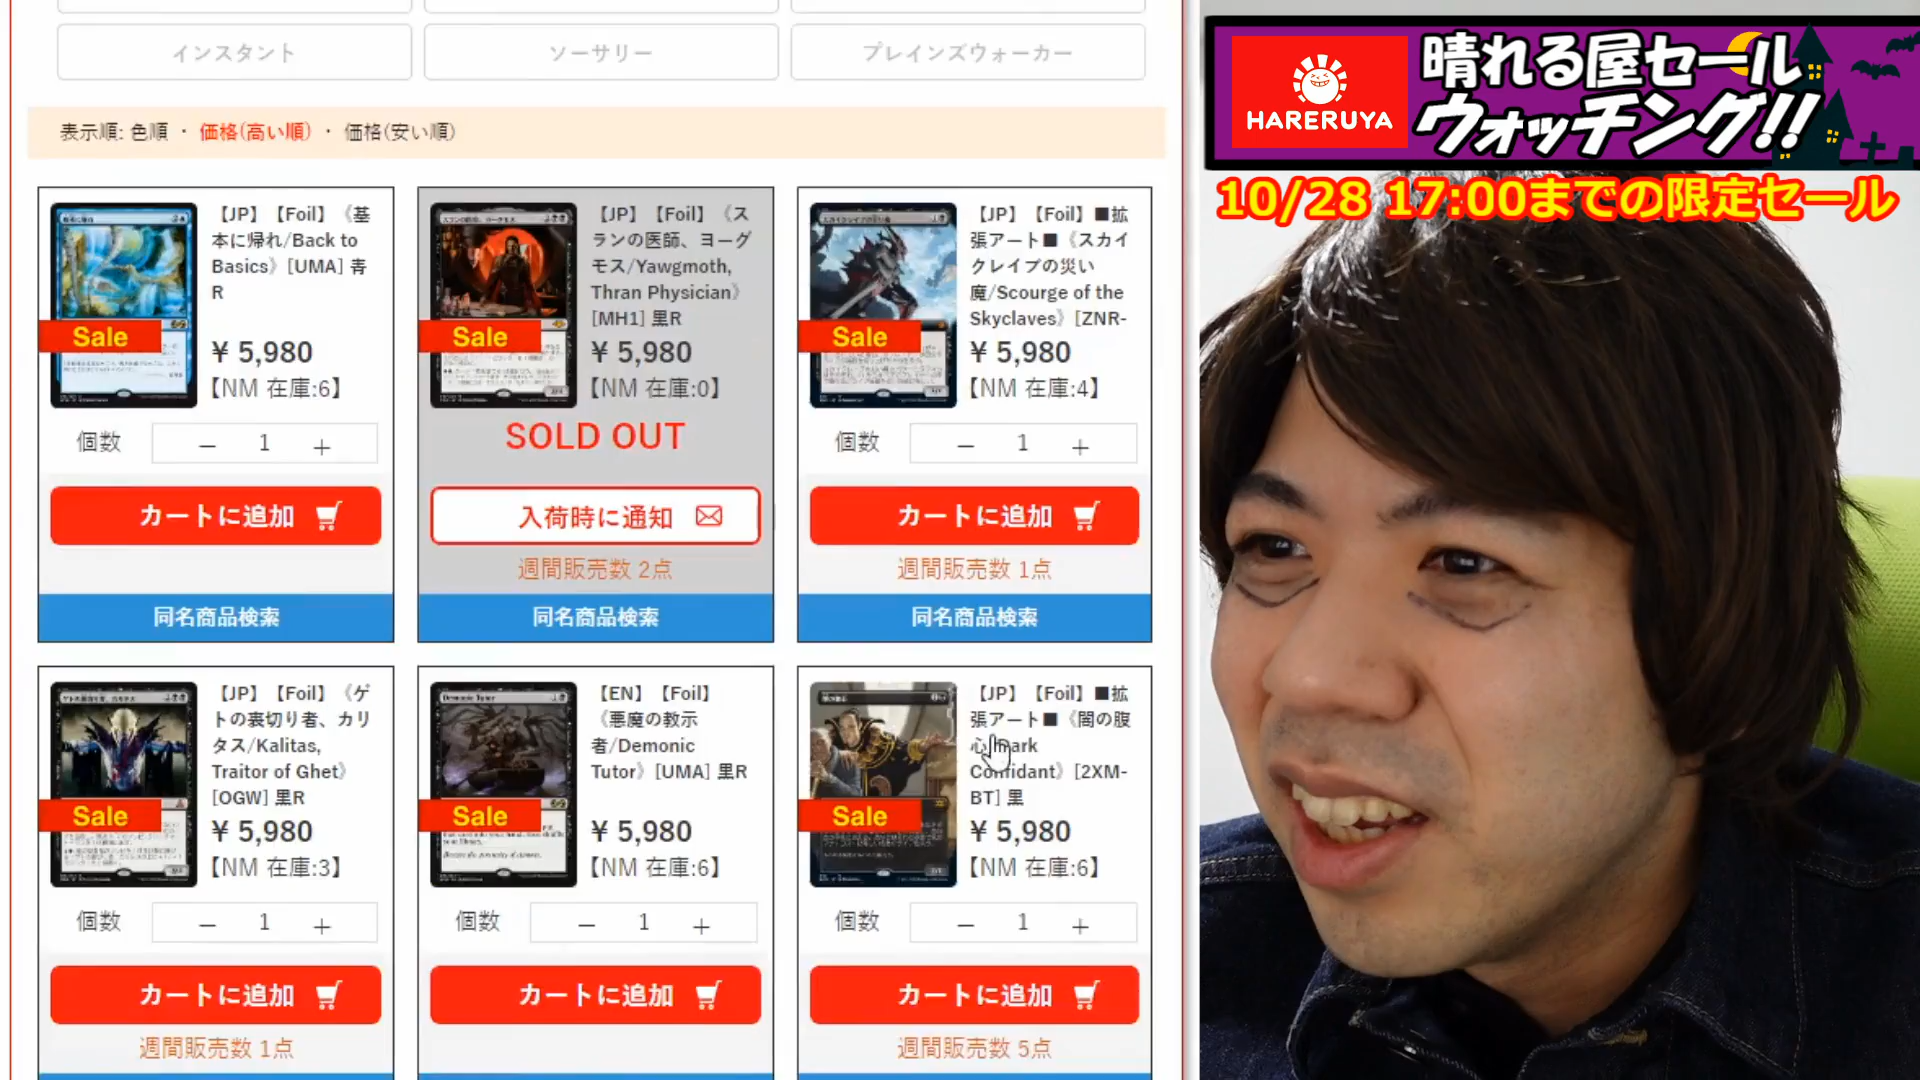 インスタント
ソーサリー
プレインズウォーカー
表示順: 色順 ・ 価格(高い順) ・ 価格(安い順)
【JP】【Foil】《基
本に帰れ/Back to
Basics》[UMA] 青
R
Sale
¥ 5,980
【NM 在庫:6】
個数
− 1 +
カートに追加
同名商品検索
【JP】【Foil】《ス
ランの医師、ヨーグ
モス/Yawgmoth,
Thran Physician》
[MH1] 黒R
Sale
¥ 5,980
【NM 在庫:0】
SOLD OUT
入荷時に通知
週間販売数 2点
同名商品検索
【JP】【Foil】■拡
張アート■《スカイ
クレイブの災い
魔/Scourge of the
Skyclaves》[ZNR-
Sale
¥ 5,980
【NM 在庫:4】
個数
− 1 +
カートに追加
週間販売数 1点
同名商品検索
【JP】【Foil】《ゲ
トの裏切り者、カリ
タス/Kalitas,
Traitor of Ghet》
[OGW] 黒R
Sale
¥ 5,980
【NM 在庫:3】
個数
− 1 +
カートに追加
週間販売数 1点
Demonic Tutor
【EN】【Foil】
《悪魔の教示
者/Demonic
Tutor》[UMA] 黒R
Sale
¥ 5,980
【NM 在庫:6】
個数
− 1 +
カートに追加
【JP】【Foil】■拡
張アート■《闇の腹
心
Confidant》[2XM-
BT] 黒
Sale
¥ 5,980
【NM 在庫:6】
個数
− 1 +
カートに追加
週間販売数 5点
HARERUYA
晴れる屋セール
ウォッチング!!
10/28 17:00までの限定セール